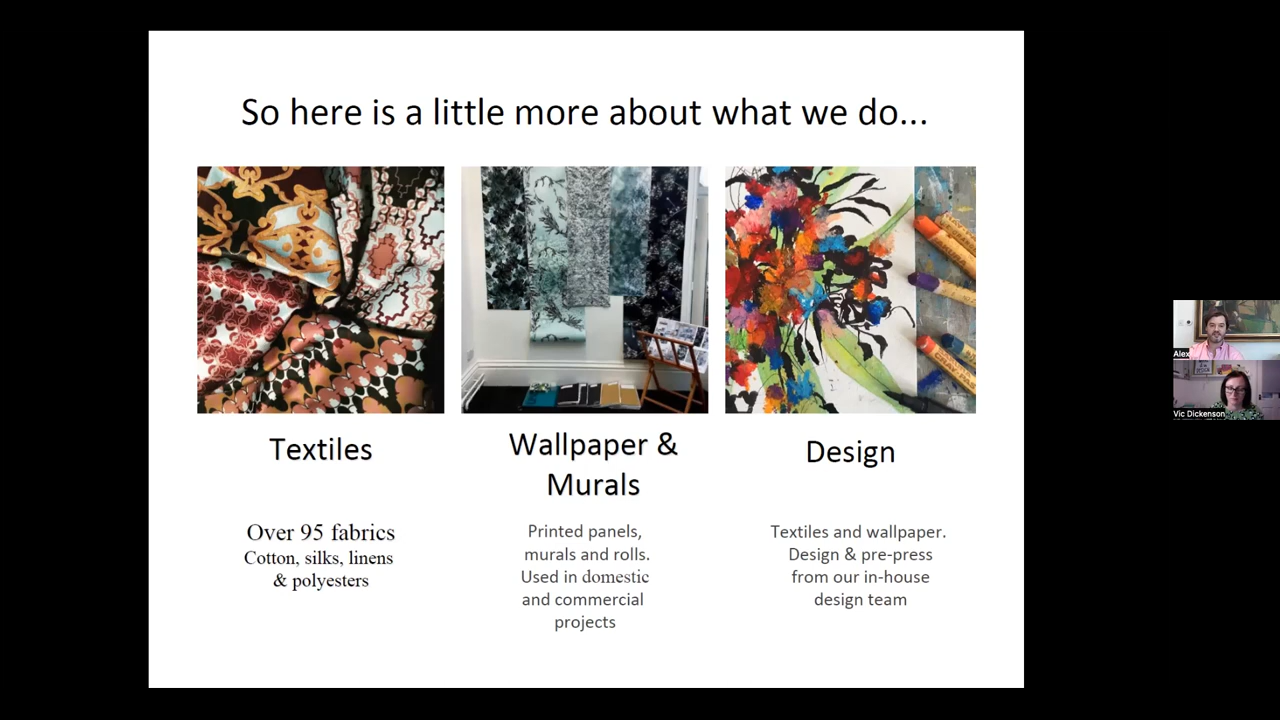 So here is a little more about what we do...
Textiles
Wallpaper &
Murals
Design
Over 95 fabrics
Cotton, silks, linens
& polyesters
Printed panels,
murals and rolls.
Used in domestic
and commercial
projects
Textiles and wallpaper.
Design & pre-press
from our in-house
design team
Alex
Vic Dickenson